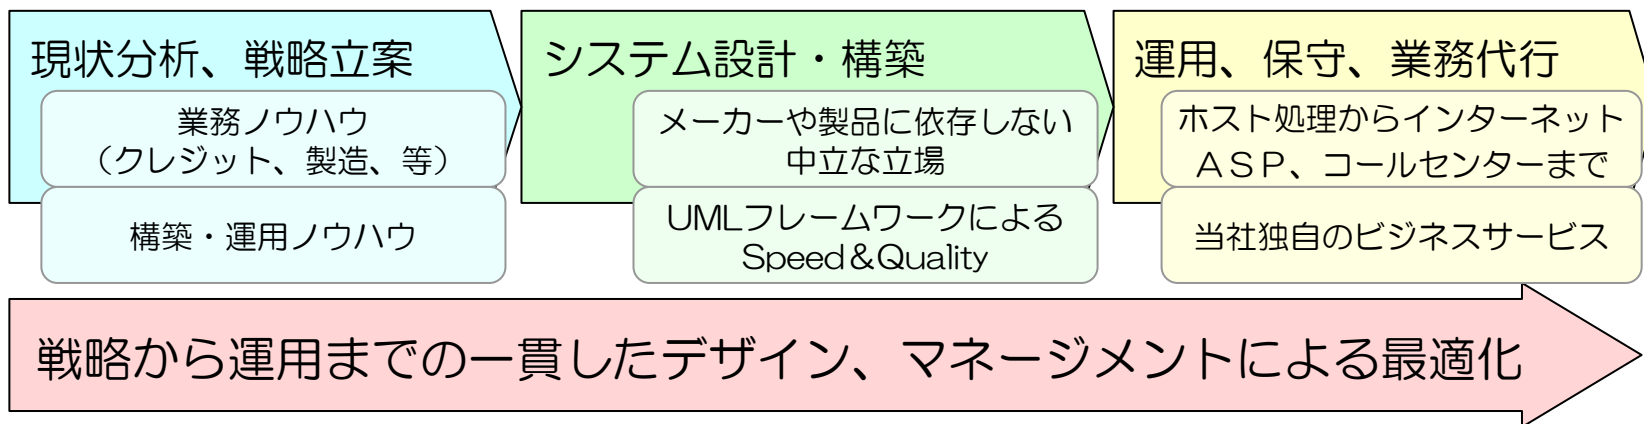 現状分析、戦略立案
業務ノウハウ
（クレジット、製造、等）
構築・運用ノウハウ
システム設計・構築
メーカーや製品に依存しない
中立な立場
UMLフレームワークによる
Speed＆Quality
運用、保守、業務代行
ホスト処理からインターネット
ＡＳＰ、コールセンターまで
当社独自のビジネスサービス
戦略から運用までの一貫したデザイン、マネージメントによる最適化